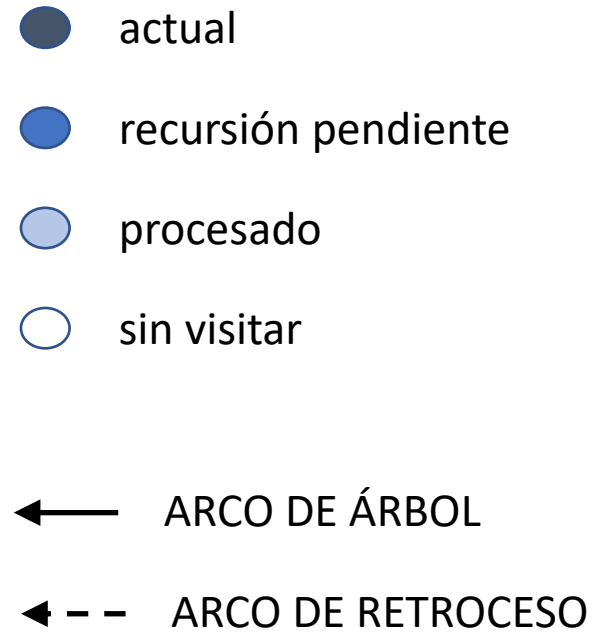 actual
recursión pendiente
procesado
sin visitar
ARCO DE ÁRBOL
ARCO DE RETROCESO